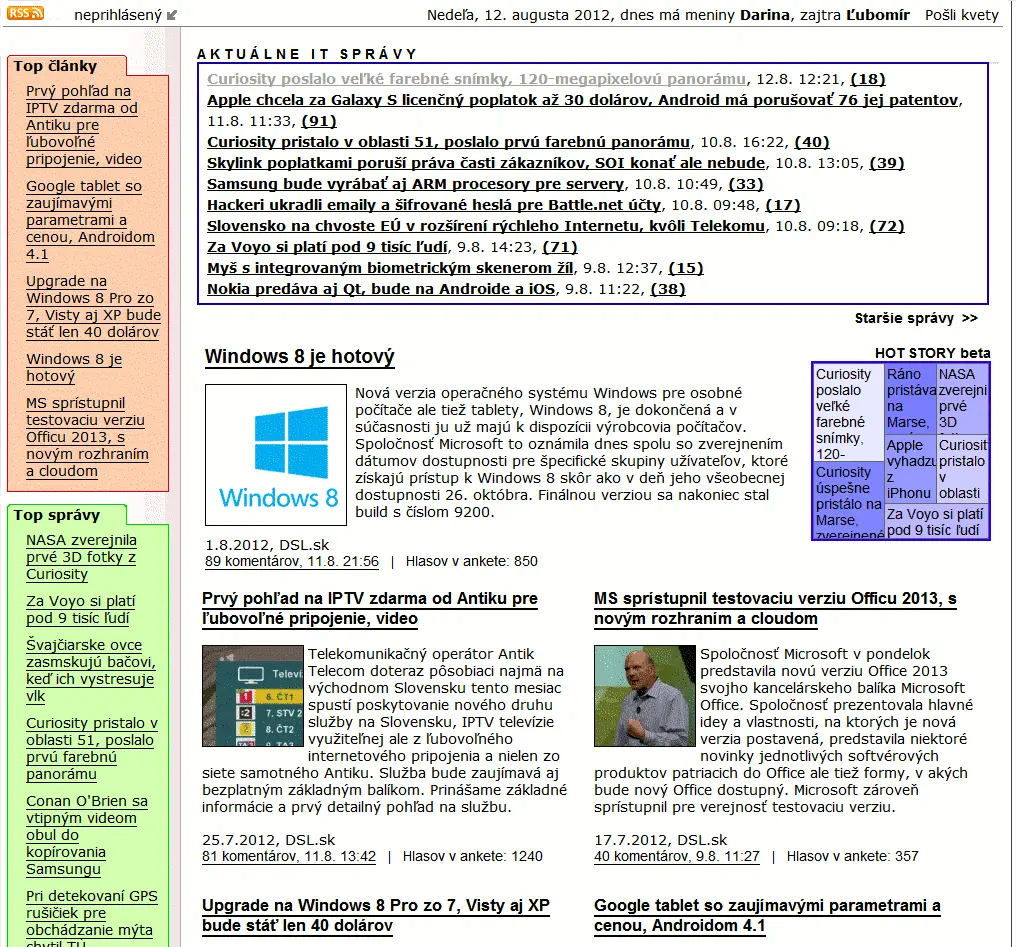 RSS
neprihlásený
Nedeľa, 12. augusta 2012, dnes má meniny Darina, zajtra Ľubomír Pošli kvety
Top články
Prvý pohľad na
IPTV zdarma od
Antiku pre
ľubovoľné
pripojenie, video
Google tablet so
zaujímavými
parametrami a
cenou, Androidom
4.1
Upgrade na
Windows 8 Pro zo
7, Visty aj XP bude
stáť len 40 dolárov
Windows 8 je
hotový
MS sprístupnil
testovaciu verziu
Officu 2013, s
novým rozhraním
a cloudom
Top správy
NASA zverejnila
prvé 3D fotky z
Curiosity
Za Voyo si platí
pod 9 tisíc ľudí
Švajčiarske ovce
zasmskujú bačovi,
keď ich vystresuje
vlk
Curiosity pristalo v
oblasti 51, poslalo
prvú farebnú
panorámu
Conan O'Brien sa
vtipným videom
obul do
kopírovania
Samsungu
Pri detekovaní GPS
rušičiek pre
obchádzanie mýta
chytil TÚ
AKTUÁLNE IT SPRÁVY
Curiosity poslalo veľké farebné snímky, 120-megapixelovú panorámu, 12.8. 12:21, (18)
Apple chcela za Galaxy S licenčný poplatok až 30 dolárov, Android má porušovať 76 jej patentov,
11.8. 11:33, (91)
Curiosity pristalo v oblasti 51, poslalo prvú farebnú panorámu, 10.8. 16:22, (40)
Skylink poplatkami poruší práva časti zákazníkov, SOI konať ale nebude, 10.8. 13:05, (39)
Samsung bude vyrábať aj ARM procesory pre servery, 10.8. 10:49, (33)
Hackeri ukradli emaily a šifrované heslá pre Battle.net účty, 10.8. 09:48, (17)
Slovensko na chvoste EÚ v rozšírení rýchleho Internetu, kvôli Telekomu, 10.8. 09:18, (72)
Za Voyo si platí pod 9 tisíc ľudí, 9.8. 14:23, (71)
Myš s integrovaným biometrickým skenerom žíl, 9.8. 12:37, (15)
Nokia predáva aj Qt, bude na Androide a iOS, 9.8. 11:22, (38)
Staršie správy >>
Windows 8 je hotový
Windows 8
Nová verzia operačného systému Windows pre osobné
počítače ale tiež tablety, Windows 8, je dokončená a v
súčasnosti ju už majú k dispozícii výrobcovia počítačov.
Spoločnosť Microsoft to oznámila dnes spolu so zverejnením
dátumov dostupnosti pre špecifické skupiny užívateľov, ktoré
získajú prístup k Windows 8 skôr ako v deň jeho všeobecnej
dostupnosti 26. októbra. Finálnou verziou sa nakoniec stal
build s číslom 9200.
1.8.2012, DSL.sk
89 komentárov, 11.8. 21:56 | Hlasov v ankete: 850
HOT STORY beta
Curiosity
poslalo
veľké
farebné
snímky,
120-
Ráno
pristáva
na
Marse,
NASA
zverejni
prvé
3D
Apple
vyhadzu
z
iPhonu
Curiosit
pristalo
v
oblasti
Curiosity
úspešne
pristálo na
Marse,
zverejnené
Za Voyo si platí
pod 9 tisíc ľudí
Prvý pohľad na IPTV zdarma od Antiku pre
ľubovoľné pripojenie, video
Televí
1 6. ČT1
:2 7. STV 2
2 8. ČT2
TA3 9. TA3
Telekomunikačný operátor Antik
Telecom doteraz pôsobiaci najmä na
východnom Slovensku tento mesiac
spustí poskytovanie nového druhu
služby na Slovensku, IPTV televízie
využiteľnej ale z ľubovoľného
internetového pripojenia a nielen zo
siete samotného Antiku. Služba bude zaujímavá aj
bezplatným základným balíkom. Prinášame základné
informácie a prvý detailný pohľad na službu.
25.7.2012, DSL.sk
81 komentárov, 11.8. 13:42 | Hlasov v ankete: 1240
MS sprístupnil testovaciu verziu Officu 2013, s
novým rozhraním a cloudom
Spoločnosť Microsoft v pondelok
predstavila novú verziu Office 2013
svojho kancelárskeho balíka Microsoft
Office. Spoločnosť prezentovala hlavné
idey a vlastnosti, na ktorých je nová
verzia postavená, predstavila niektoré
novinky jednotlivých softvérových
produktov patriacich do Office ale tiež formy, v akých
bude nový Office dostupný. Microsoft zároveň
sprístupnil pre verejnosť testovaciu verziu.
17.7.2012, DSL.sk
40 komentárov, 9.8. 11:27 | Hlasov v ankete: 357
Upgrade na Windows 8 Pro zo 7, Visty aj XP
bude stáť len 40 dolárov
Google tablet so zaujímavými parametrami a
cenou, Androidom 4.1